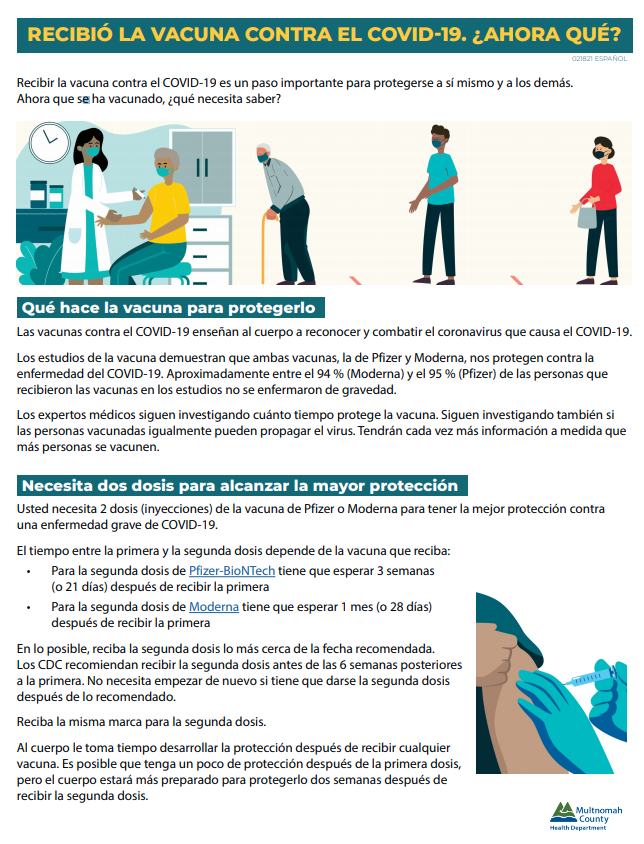 RECIBIÓ LA VACUNA CONTRA EL COVID-19. ¿AHORA QUÉ?
021821 ESPAÑOL
Recibir la vacuna contra el COVID-19 es un paso importante para protegerse a sí mismo y a los demás.
Ahora que se ha vacunado, ¿qué necesita saber?
Qué hace la vacuna para protegerlo
Las vacunas contra el COVID-19 enseñan al cuerpo a reconocer y combatir el coronavirus que causa el COVID-19.
Los estudios de la vacuna demuestran que ambas vacunas, la de Pfizer y Moderna, nos protegen contra la
enfermedad del COVID-19. Aproximadamente entre el 94 % (Moderna) y el 95 % (Pfizer) de las personas que
recibieron las vacunas en los estudios no se enfermaron de gravedad.
Los expertos médicos siguen investigando cuánto tiempo protege la vacuna. Siguen investigando también si
las personas vacunadas igualmente pueden propagar el virus. Tendrán cada vez más información a medida que
más personas se vacunen.
Necesita dos dosis para alcanzar la mayor protección
Usted necesita 2 dosis (inyecciones) de la vacuna de Pfizer o Moderna para tener la mejor protección contra
una enfermedad grave de COVID-19.
El tiempo entre la primera y la segunda dosis depende de la vacuna que reciba:
• Para la segunda dosis de Pfizer-BioNTech tiene que esperar 3 semanas
(o 21 días) después de recibir la primera
• Para la segunda dosis de Moderna tiene que esperar 1 mes (o 28 días)
después de recibir la primera
En lo posible, reciba la segunda dosis lo más cerca de la fecha recomendada.
Los CDC recomiendan recibir la segunda dosis antes de las 6 semanas posteriores
a la primera. No necesita empezar de nuevo si tiene que darse la segunda dosis
después de lo recomendado.
Reciba la misma marca para la segunda dosis.
Al cuerpo le toma tiempo desarrollar la protección después de recibir cualquier
vacuna. Es posible que tenga un poco de protección después de la primera dosis,
pero el cuerpo estará más preparado para protegerlo dos semanas después de
recibir la segunda dosis.
Multnomah
County
Health Department